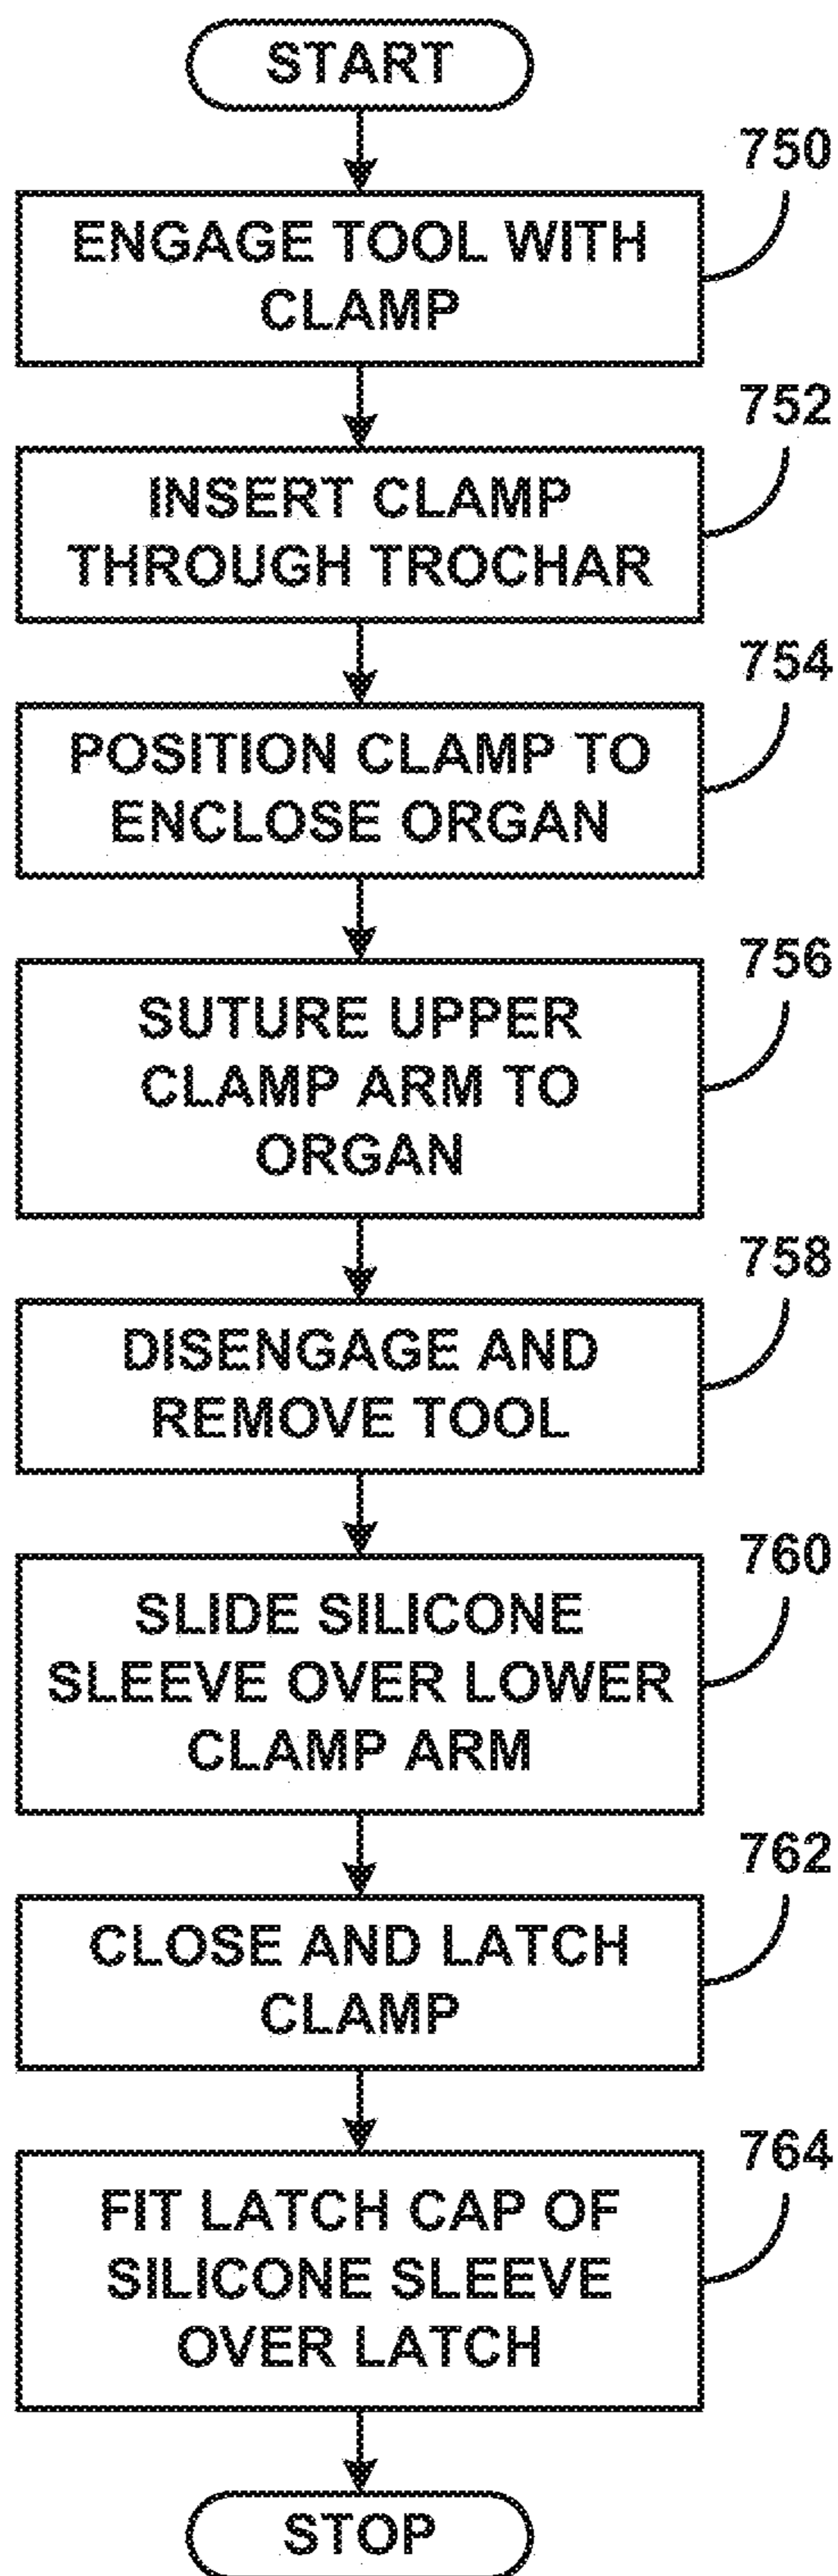 START
750
ENGAGE TOOL WITH
CLAMP
752
INSERT CLAMP
THROUGH TROCHAR
754
POSITION CLAMP TO
ENCLOSE ORGAN
756
SUTURE UPPER
CLAMP ARM TO
ORGAN
758
DISENGAGE AND
REMOVE TOOL
760
SLIDE SILICONE
SLEEVE OVER LOWER
CLAMP ARM
762
CLOSE AND LATCH
CLAMP
764
FIT LATCH CAP OF
SILICONE SLEEVE
OVER LATCH
STOP